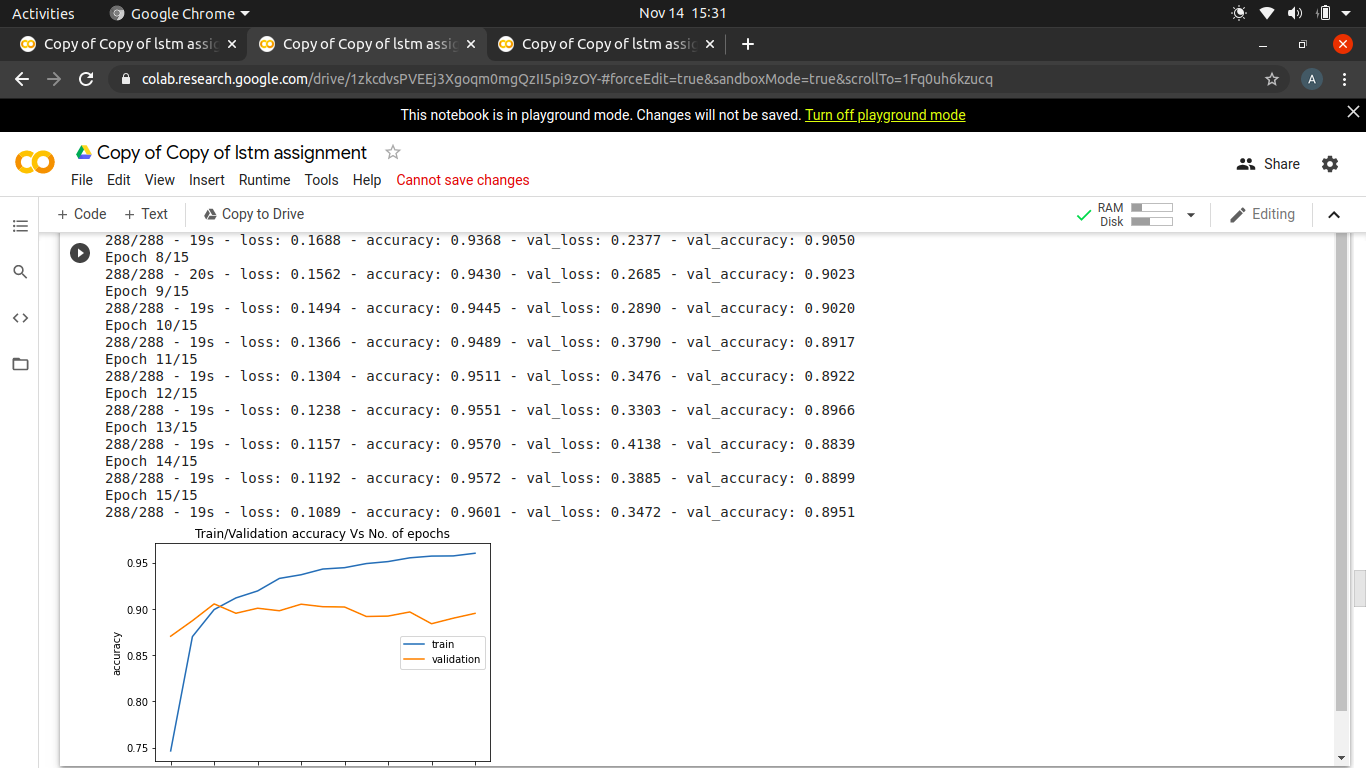 Activities
Google Chrome
Nov 14 15:31
Copy of Copy of lstm assig
Copy of Copy of lstm assig
Copy of Copy of lstm assig
colab.research.google.com/drive/1zkcdvsPVEEj3Xgoqm0mgQzII5pi9zOY-#forceEdit=true&sandboxMode=true&scrollTo=1Fq0uh6kzucq
A
This notebook is in playground mode. Changes will not be saved. Turn off playground mode
Copy of Copy of lstm assignment
File Edit View Insert Runtime Tools Help Cannot save changes
Share
+ Code + Text Copy to Drive
RAM
Disk
Editing
288/288 - 19s - loss: 0.1688 - accuracy: 0.9368 - val_loss: 0.2377 - val_accuracy: 0.9050
Epoch 8/15
288/288 - 20s - loss: 0.1562 - accuracy: 0.9430 - val_loss: 0.2685 - val_accuracy: 0.9023
Epoch 9/15
288/288 - 19s - loss: 0.1494 - accuracy: 0.9445 - val_loss: 0.2890 - val_accuracy: 0.9020
Epoch 10/15
288/288 - 19s - loss: 0.1366 - accuracy: 0.9489 - val_loss: 0.3790 - val_accuracy: 0.8917
Epoch 11/15
288/288 - 19s - loss: 0.1304 - accuracy: 0.9511 - val_loss: 0.3476 - val_accuracy: 0.8922
Epoch 12/15
288/288 - 19s - loss: 0.1238 - accuracy: 0.9551 - val_loss: 0.3303 - val_accuracy: 0.8966
Epoch 13/15
288/288 - 19s - loss: 0.1157 - accuracy: 0.9570 - val_loss: 0.4138 - val_accuracy: 0.8839
Epoch 14/15
288/288 - 19s - loss: 0.1192 - accuracy: 0.9572 - val_loss: 0.3885 - val_accuracy: 0.8899
Epoch 15/15
288/288 - 19s - loss: 0.1089 - accuracy: 0.9601 - val_loss: 0.3472 - val_accuracy: 0.8951
Train/Validation accuracy Vs No. of epochs
0.95
0.90
0.85
0.80
0.75
accuracy
train
validation